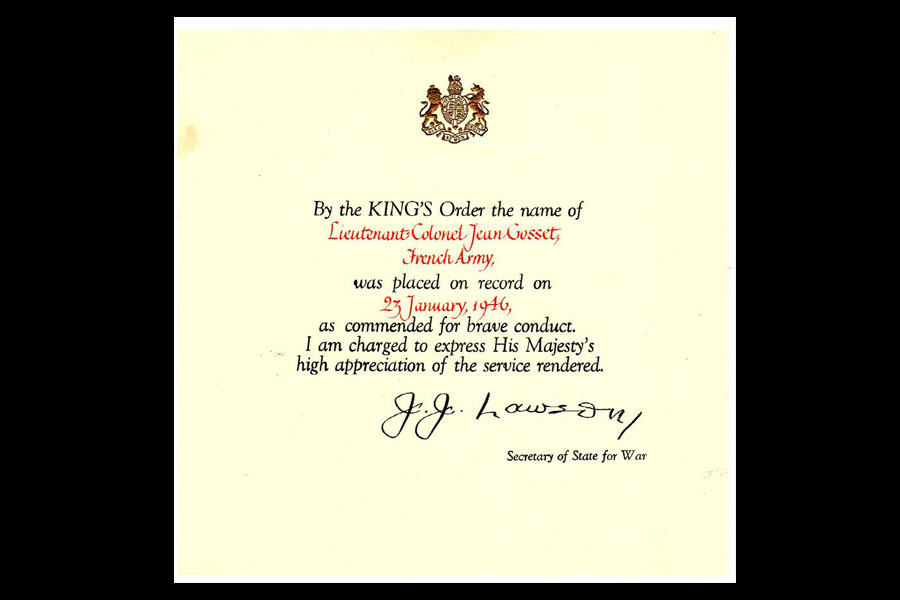 By the KING'S Order the name of
Lieutenant-Colonel Jean Gosset,
French Army,
was placed on record on
23 January, 1946,
as commended for brave conduct.
I am charged to express His Majesty's
high appreciation of the service rendered.
J.J. Lawson
Secretary of State for War